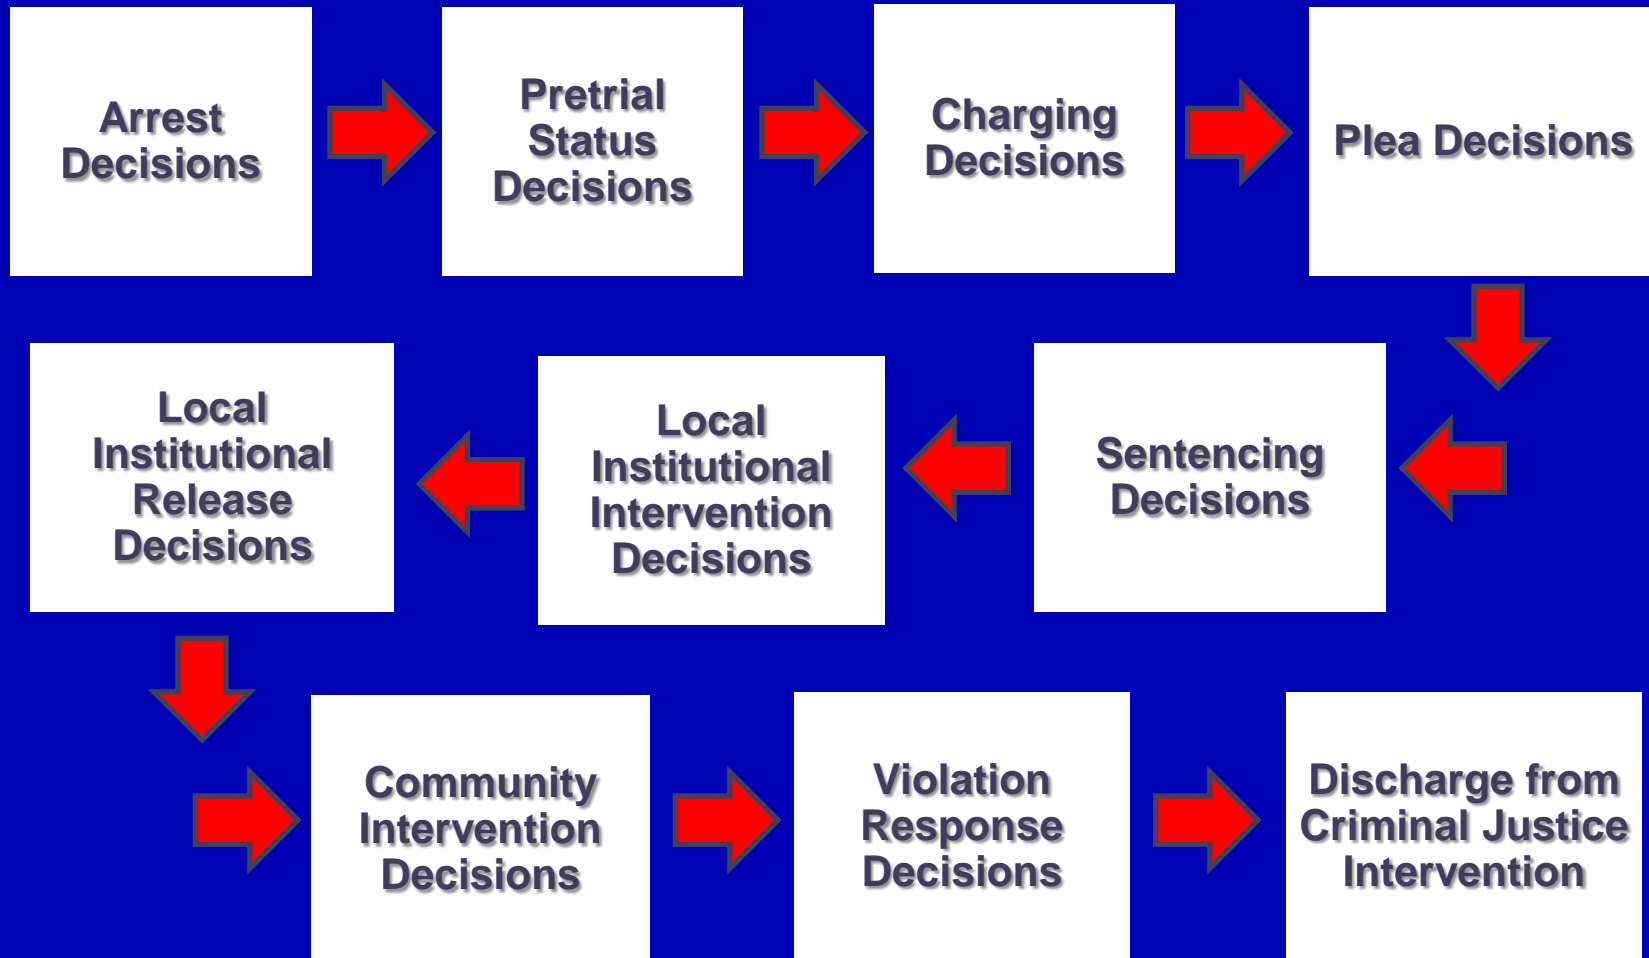 Arrest
Decisions
Pretrial
Status
Decisions
Charging
Decisions
Plea Decisions
Local
Institutional
Release
Decisions
Local
Institutional
Intervention
Decisions
Sentencing
Decisions
Community
Intervention
Decisions
Violation
Response
Decisions
Discharge from
Criminal Justice
Intervention